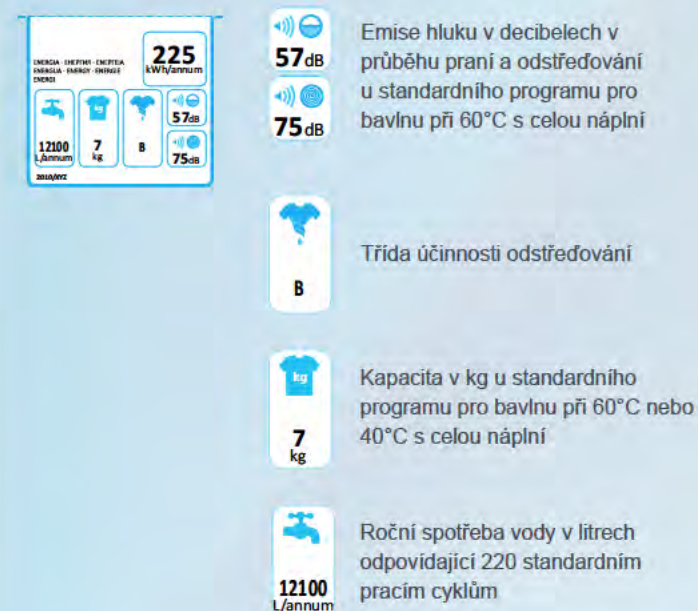 ENERGIA · ЕНЕРГИЯ · ΕΝΕΡΓΕΙΑ
ENERGIJA · ENERGY · ENERGIE
ENERGI
225
kWh/annum
12100
L/annum
7
kg
B
57dB
75dB
2010/XYZ
57dB
75dB
Emise hluku v decibelech v
průběhu praní a odstřeďování
u standardního programu pro
bavlnu při 60°C s celou náplní
B
Třída účinnosti odstřeďování
kg
7
kg
Kapacita v kg u standardního
programu pro bavlnu při 60°C nebo
40°C s celou náplní
12100
L/annum
Roční spotřeba vody v litrech
odpovídající 220 standardním
pracím cyklům